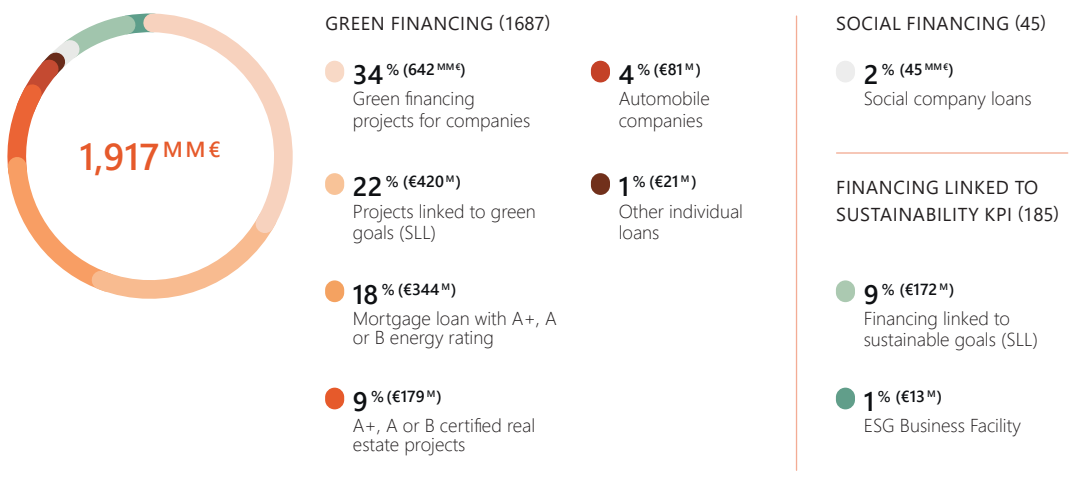 1,917 MM€
GREEN FINANCING (1687)
34 % (642 MM€)
Green financing
projects for companies
22 % (€420 M)
Projects linked to green
goals (SLL)
18 % (€344 M)
Mortgage loan with A+, A
or B energy rating
9 % (€179 M)
A+, A or B certified real
estate projects
4 % (€81 M)
Automobile
companies
1 % (€21 M)
Other individual
loans
SOCIAL FINANCING (45)
2 % (45 MM€)
Social company loans
FINANCING LINKED TO
SUSTAINABILITY KPI (185)
9 % (€172 M)
Financing linked to
sustainable goals (SLL)
1 % (€13 M)
ESG Business Facility